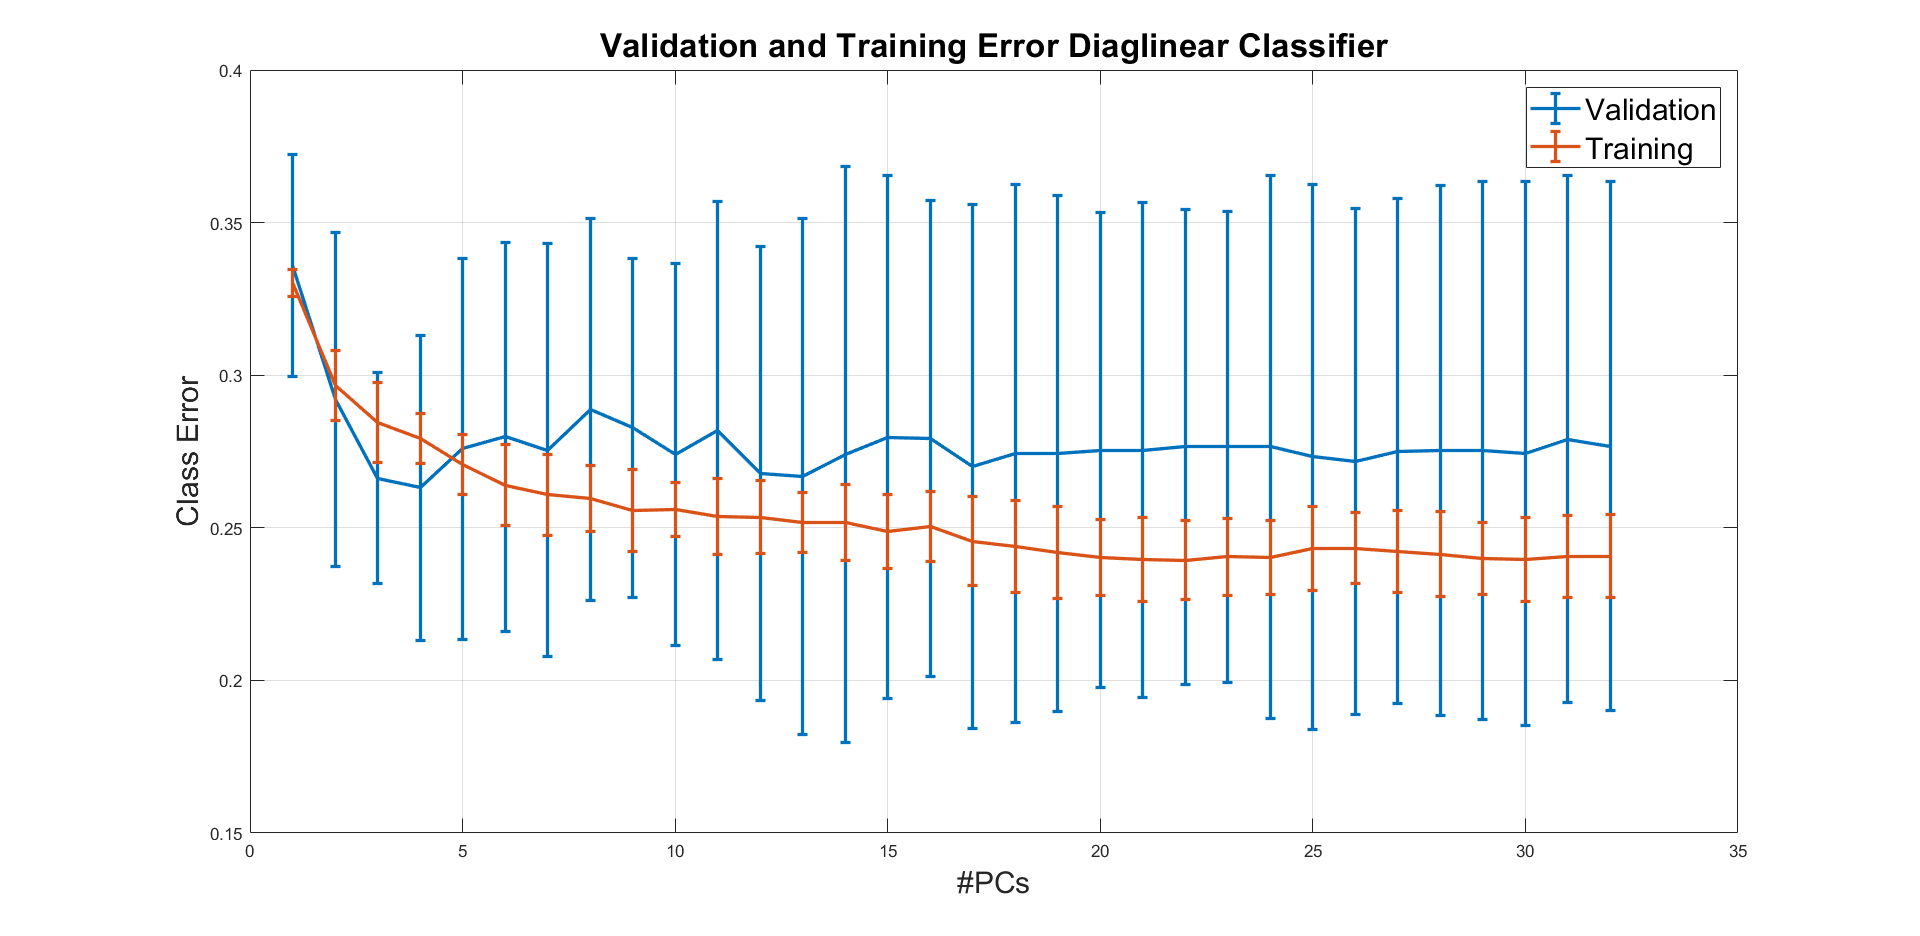 Validation and Training Error Diaglinear Classifier
0.4
0.35
0.3
0.25
0.2
0.15
Class Error
Validation
Training
0 5 10 15 20 25 30 35
#PCs